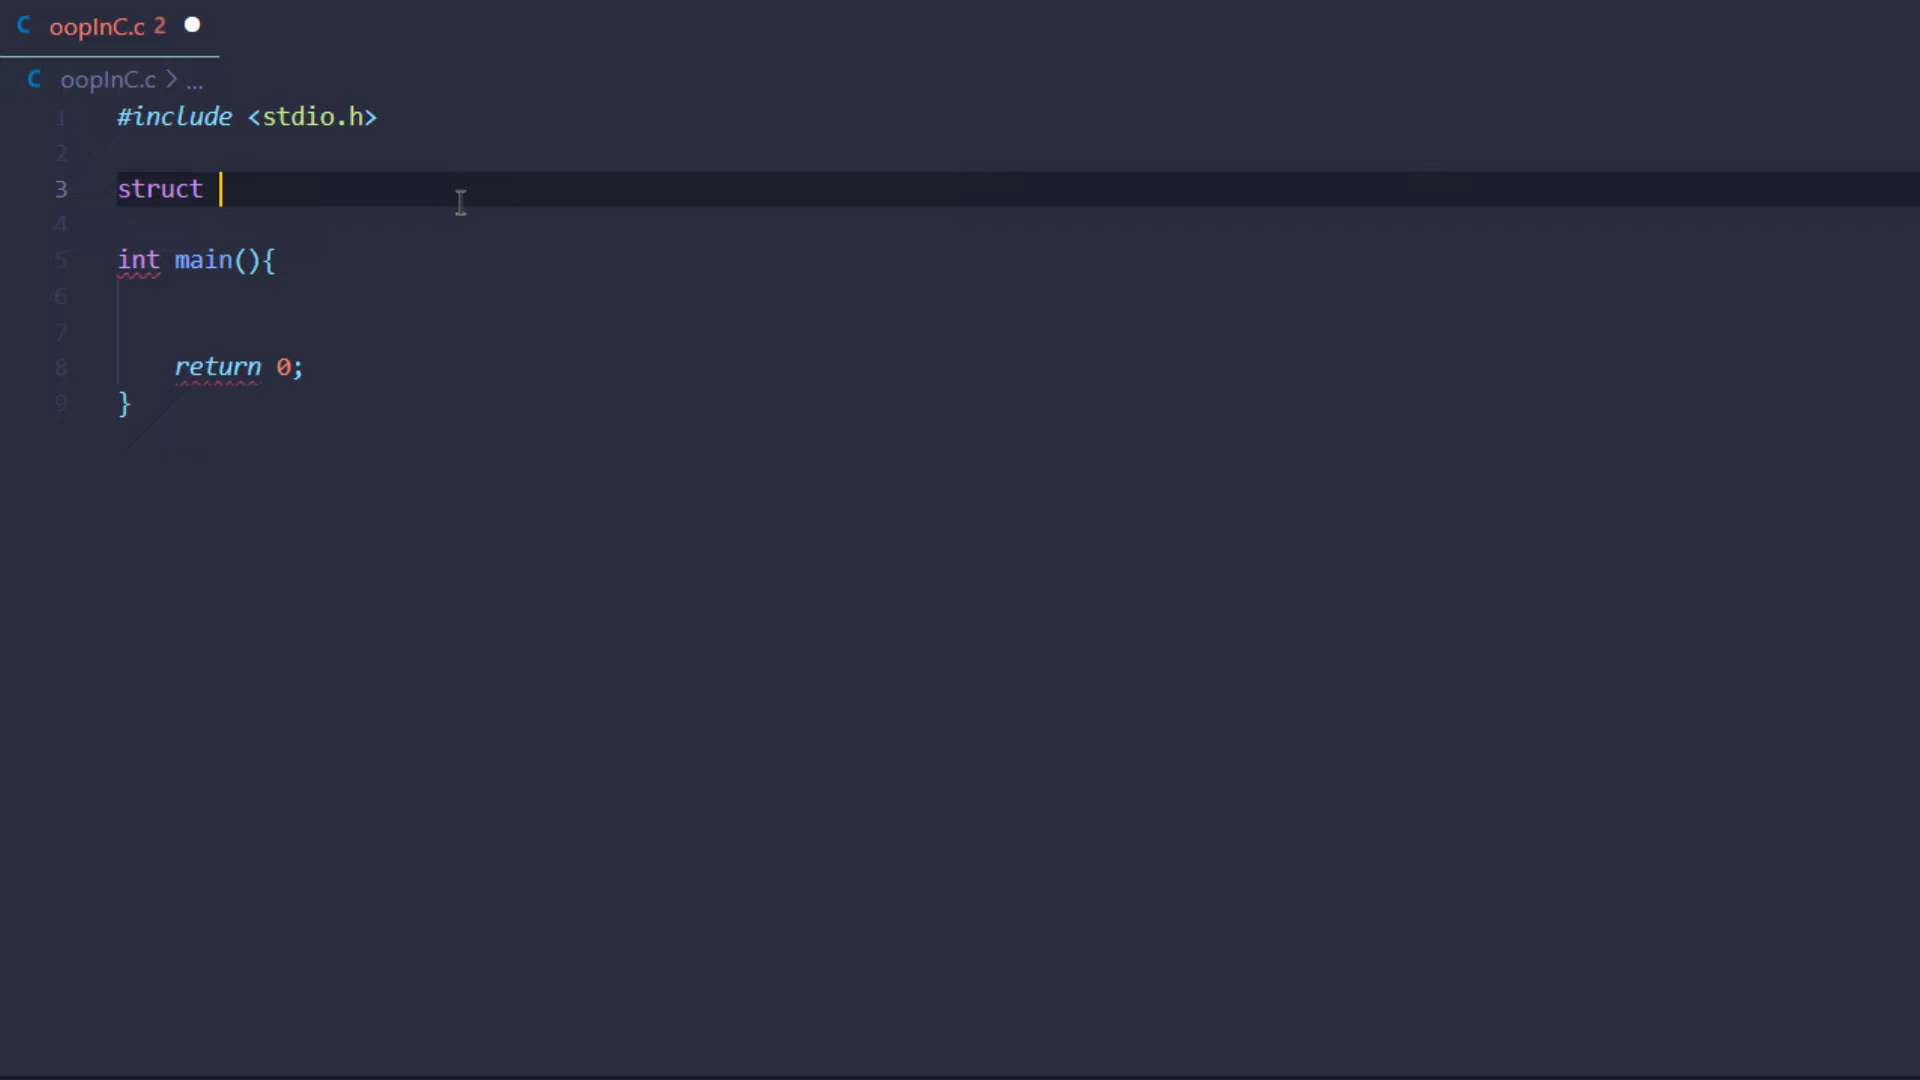 C oopInC.c 2
C oopInC.c > ...
1 #include <stdio.h>
2
3 struct
4
5 int main(){
6
7
8 return 0;
9 }